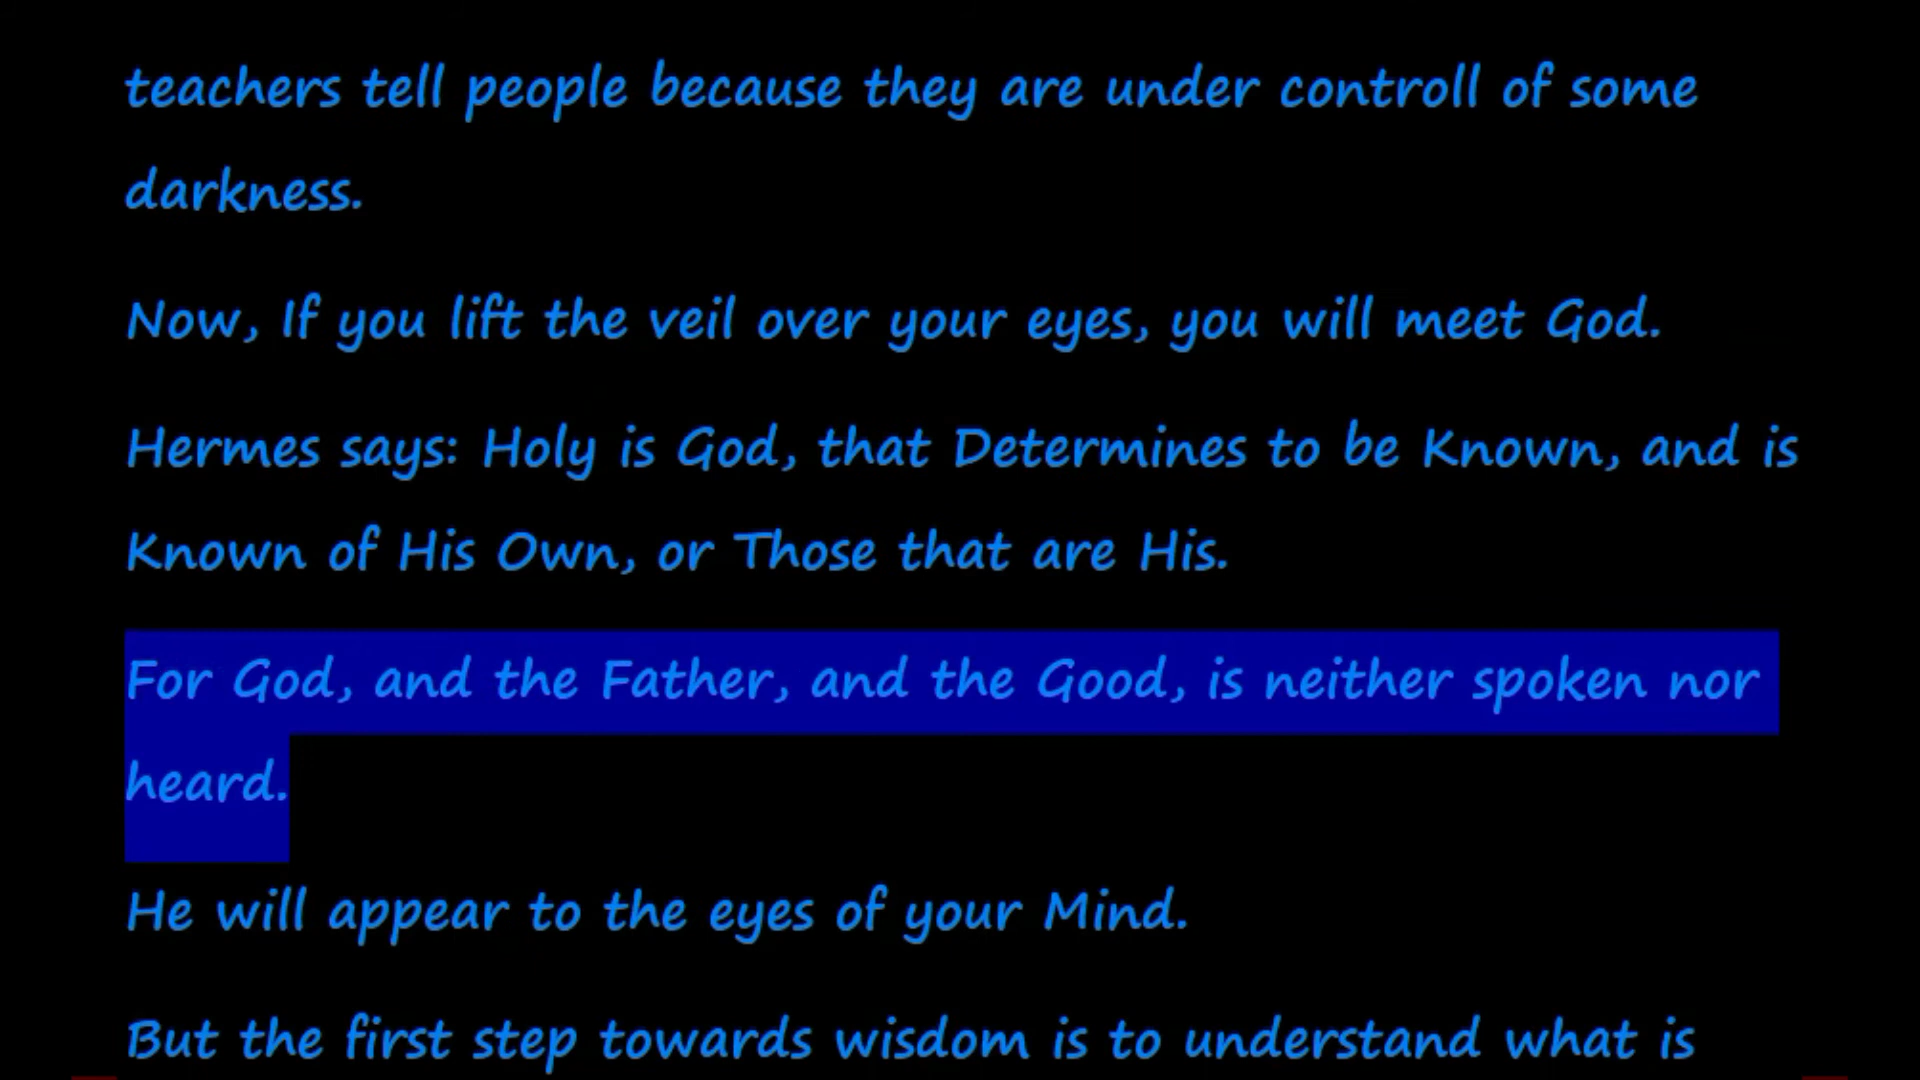 teachers tell people because they are under controll of some
darkness.
Now, If you lift the veil over your eyes, you will meet God.
Hermes says: Holy is God, that Determines to be Known, and is
Known of His Own, or Those that are His.
For God, and the Father, and the Good, is neither spoken nor
heard.
He will appear to the eyes of your Mind.
But the first step towards wisdom is to understand what is